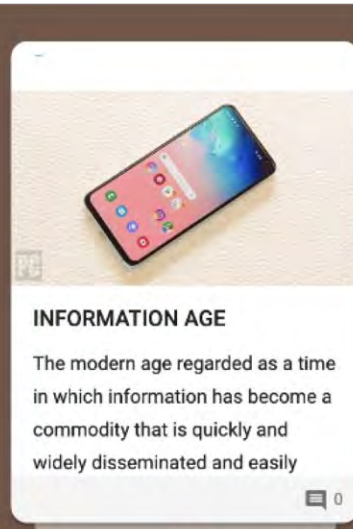 INFORMATION AGE
The modern age regarded as a time
in which information has become a
commodity that is quickly and
widely disseminated and easily
0